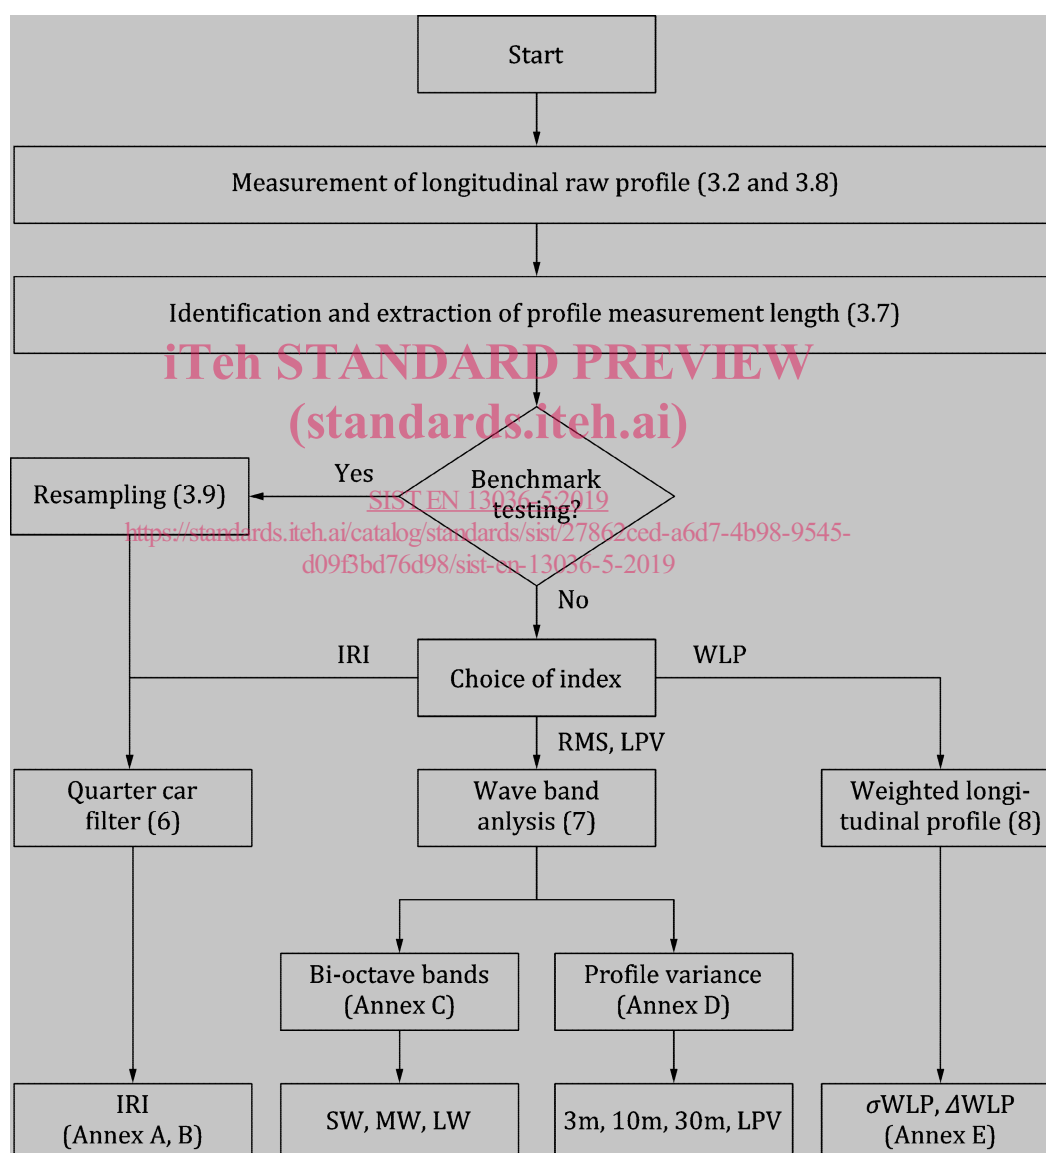 Start
Measurement of longitudinal raw profile (3.2 and 3.8)
Identification and extraction of profile measurement length (3.7)
iTeh STANDARD PREVIEW
(standards.iteh.ai)
Yes
Benchmark
testing?
Resampling (3.9)
SIST EN 13036-5:2019
https://standards.iteh.ai/catalog/standards/sist/27862ced-a6d7-4b98-9545-
d09f3bd76d98/sist-en-13036-5-2019
No
IRI
WLP
Choice of index
RMS, LPV
Quarter car
filter (6)
Wave band
anlysis (7)
Weighted longi-
tudinal profile (8)
Bi-octave bands
(Annex C)
Profile variance
(Annex D)
IRI
(Annex A, B)
SW, MW, LW
3m, 10m, 30m, LPV
σWLP, ΔWLP
(Annex E)